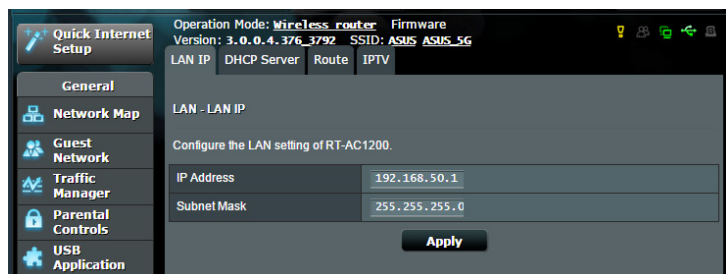 Quick Internet
Setup
General
Network Map
Guest
Network
Traffic
Manager
Parental
Controls
USB
Application
Operation Mode: Wireless router Firmware
Version: 3.0.0.4.376_3792 SSID: ASUS ASUS_5G
LAN IP DHCP Server Route IPTV
LAN - LAN IP
Configure the LAN setting of RT-AC1200.
IP Address 192.168.50.1
Subnet Mask 255.255.255.0
Apply